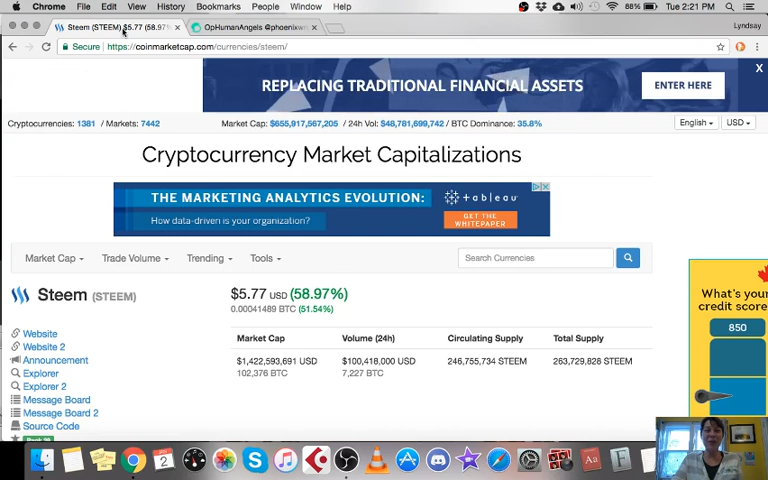 Chrome File Edit View History Bookmarks People Window Help 88% Tue 2:21 PM
Lyndsay
Steem (STEEM) $5.77 (58.97% OpHumanAngels @phoenixwr
Secure https://coinmarketcap.com/currencies/steem/
REPLACING TRADITIONAL FINANCIAL ASSETS ENTER HERE X
Cryptocurrencies: 1381 / Markets: 7442 Market Cap: $655,917,567,205 / 24h Vol: $48,781,699,742 / BTC Dominance: 35.8% English USD
Cryptocurrency Market Capitalizations
THE MARKETING ANALYTICS EVOLUTION: +tableau
How data-driven is your organization? GET THE WHITEPAPER
Market Cap Trade Volume Trending Tools Search Currencies
Steem (STEEM) $5.77 USD (58.97%)
0.00041489 BTC (51.54%)
What's your
credit score
850
Website
Website 2
Announcement
Explorer
Explorer 2
Message Board
Message Board 2
Source Code
Market Cap Volume (24h) Circulating Supply Total Supply
$1,422,593,691 USD $100,418,000 USD 246,755,734 STEEM 263,729,828 STEEM
102,376 BTC 7,227 BTC
2
Aa F